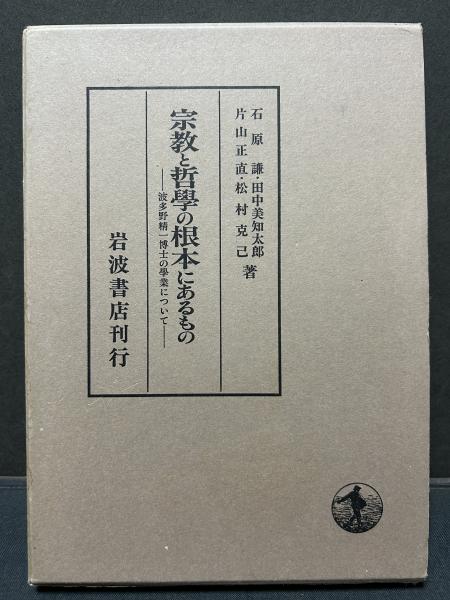 石原謙・田中美知太郎
片山正直・松村克己 著
宗教と哲學の根本にあるもの
──波多野精一博士の學業について──
岩波書店刊行